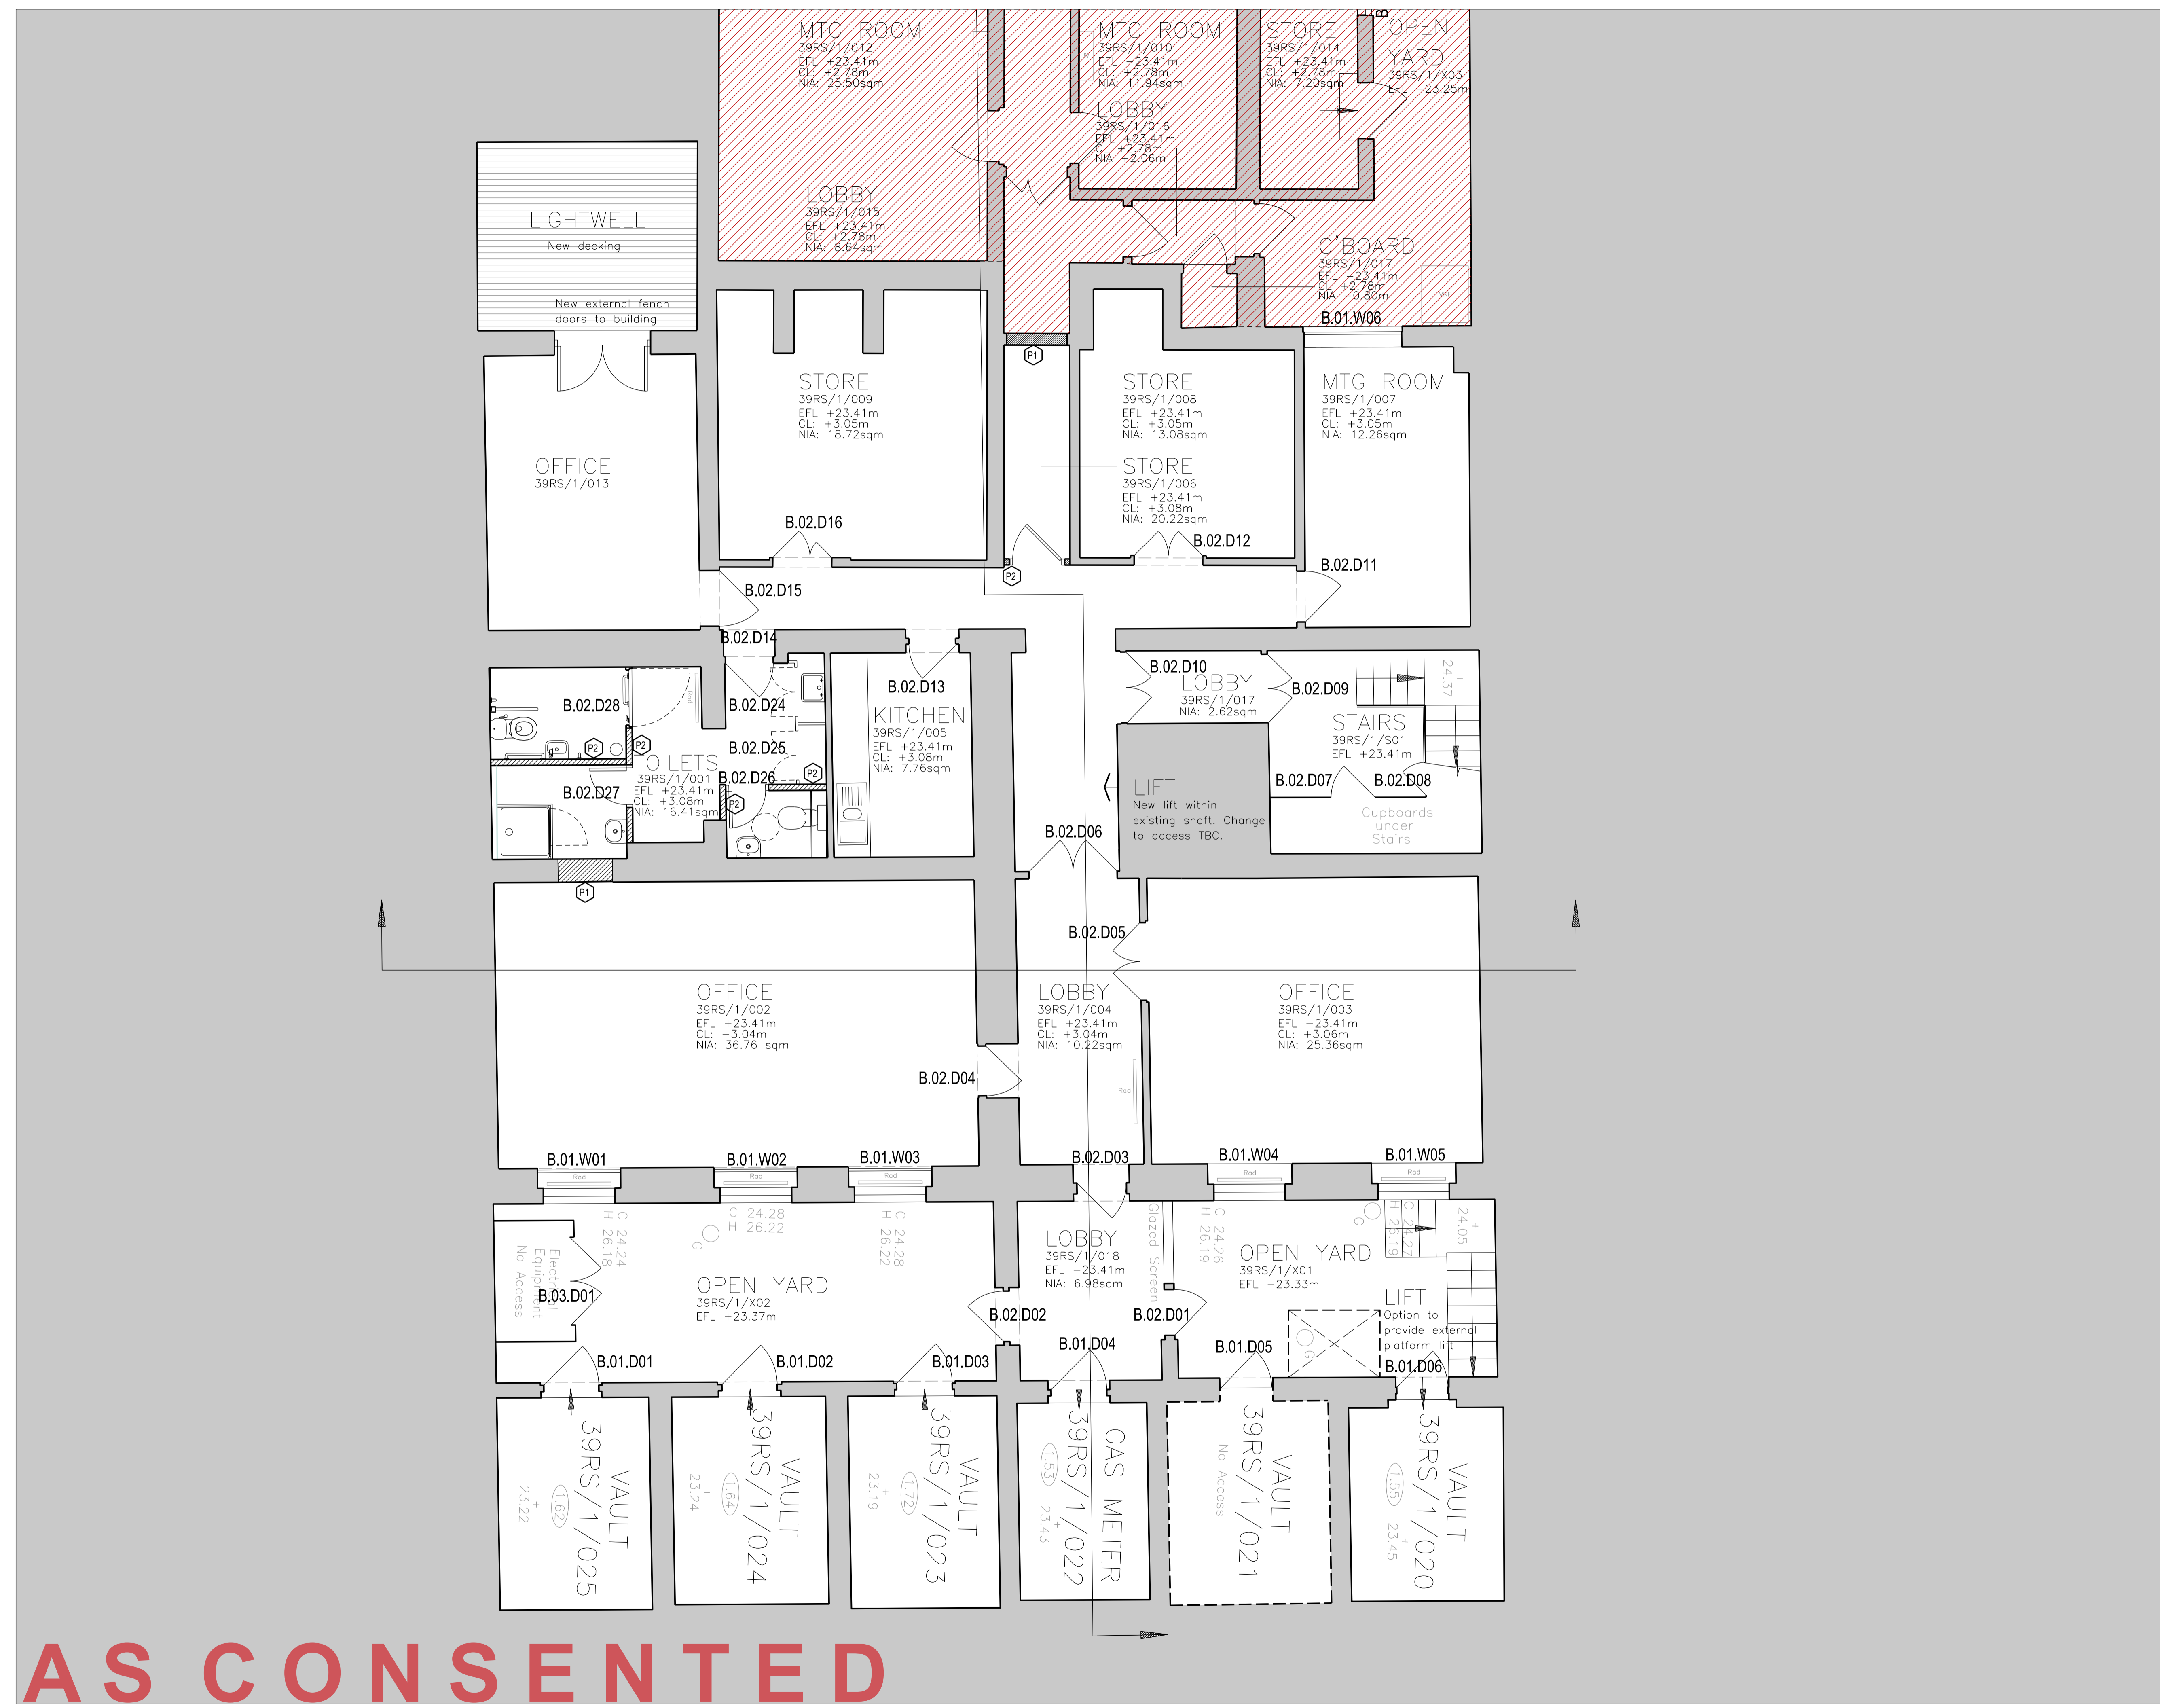 MTG ROOM
39RS/1/012
EFL +23.41m
CL: +2.78m
NIA: 25.50sqm
MTG ROOM
39RS/1/010
EFL +23.41m
CL: +2.78m
NIA: 11.94sqm
STORE
39RS/1/014
EFL +23.41m
CL: +2.78m
NIA: 7.20sqm
B
OPEN
YARD
39RS/1/X03
EFL +23.25m
LOBBY
39RS/1/016
EFL +23.41m
CL +2.78m
NIA +2.06m
LOBBY
39RS/1/015
EFL +23.41m
CL: +2.78m
NIA: 8.64sqm
C'BOARD
39RS/1/017
EFL +23.41m
CL +2.78m
NIA +0.80m
B.01.W06
LIGHTWELL
New decking
New external fench
doors to building
P1
OFFICE
39RS/1/013
STORE
39RS/1/009
EFL +23.41m
CL: +3.05m
NIA: 18.72sqm
STORE
39RS/1/008
EFL +23.41m
CL: +3.05m
NIA: 13.08sqm
STORE
39RS/1/006
EFL +23.41m
CL: +3.08m
NIA: 20.22sqm
MTG ROOM
39RS/1/007
EFL +23.41m
CL: +3.05m
NIA: 12.26sqm
B.02.D16
B.02.D12
B.02.D11
P2
B.02.D15
B.02.D14
B.02.D13
B.02.D10
LOBBY
39RS/1/017
NIA: 2.62sqm
B.02.D09
24.37
STAIRS
39RS/1/S01
EFL +23.41m
B.02.D07
B.02.D08
Cupboards
under
Stairs
B.02.D28
Rad
B.02.D24
B.02.D25
B.02.D26
P2
P2
P2
P2
TOILETS
39RS/1/001
EFL +23.41m
CL: +3.08m
NIA: 16.41sqm
B.02.D27
KITCHEN
39RS/1/005
EFL +23.41m
CL: +3.08m
NIA: 7.76sqm
LIFT
New lift within
existing shaft. Change
to access TBC.
B.02.D06
P1
B.02.D05
OFFICE
39RS/1/002
EFL +23.41m
CL: +3.04m
NIA: 36.76 sqm
LOBBY
39RS/1/004
EFL +23.41m
CL: +3.04m
NIA: 10.22sqm
OFFICE
39RS/1/003
EFL +23.41m
CL: +3.06m
NIA: 25.36sqm
B.02.D04
Rad
B.01.W01
Rad
B.01.W02
Rad
B.01.W03
Rad
B.02.D03
B.01.W04
Rad
B.01.W05
Rad
C 24.24
H 26.18
C 24.28
H 26.22
G
C 24.28
H 26.22
Electrical
Equipment
No Access
B.03.D01
OPEN YARD
39RS/1/X02
EFL +23.37m
LOBBY
39RS/1/018
EFL +23.41m
NIA: 6.98sqm
Glazed Screen
C 24.26
H 26.19
G
C 24.27
H 26.19
24.05
OPEN YARD
39RS/1/X01
EFL +23.33m
LIFT
Option to
provide external
platform lift
G
B.02.D02
B.02.D01
B.01.D01
B.01.D02
B.01.D03
B.01.D04
B.01.D05
B.01.D06
VAULT
39RS/1/025
1.62
23.22
VAULT
39RS/1/024
1.64
23.24
VAULT
39RS/1/023
1.72
23.19
GAS METER
39RS/1/022
1.53
23.43
VAULT
39RS/1/021
No Access
VAULT
39RS/1/020
1.55
23.45
AS CONSENTED